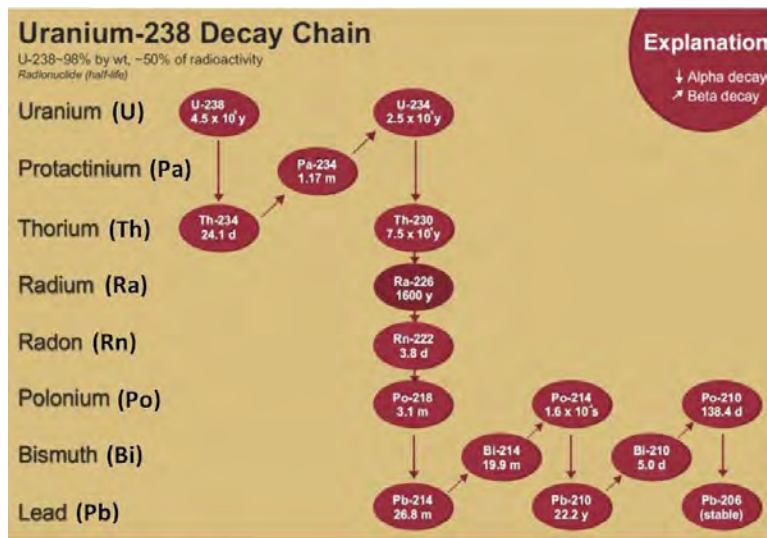 Uranium-238 Decay Chain
U-238~98% by wt, ~50% of radioactivity
Radionuclide (half-life)
Explanation
↓ Alpha decay
↗ Beta decay
Uranium (U)
U-238
4.5 x
U-234
2.5 x
Protactinium (Pa)
Pa-234
1.17 m
Thorium (Th)
Th-234
24.1 d
Th-230
7.5 x
Radium (Ra)
Ra-226
1600 y
Radon (Rn)
Rn-222
3.8 d
Polonium (Po)
Po-218
3.1 m
Po-214
1.6 x
Po-210
138.4 d
Bismuth (Bi)
Bi-214
19.9 m
Bi-210
5.0 d
Lead (Pb)
Pb-214
26.8 m
Pb-210
22.2 y
Pb-206
(stable)